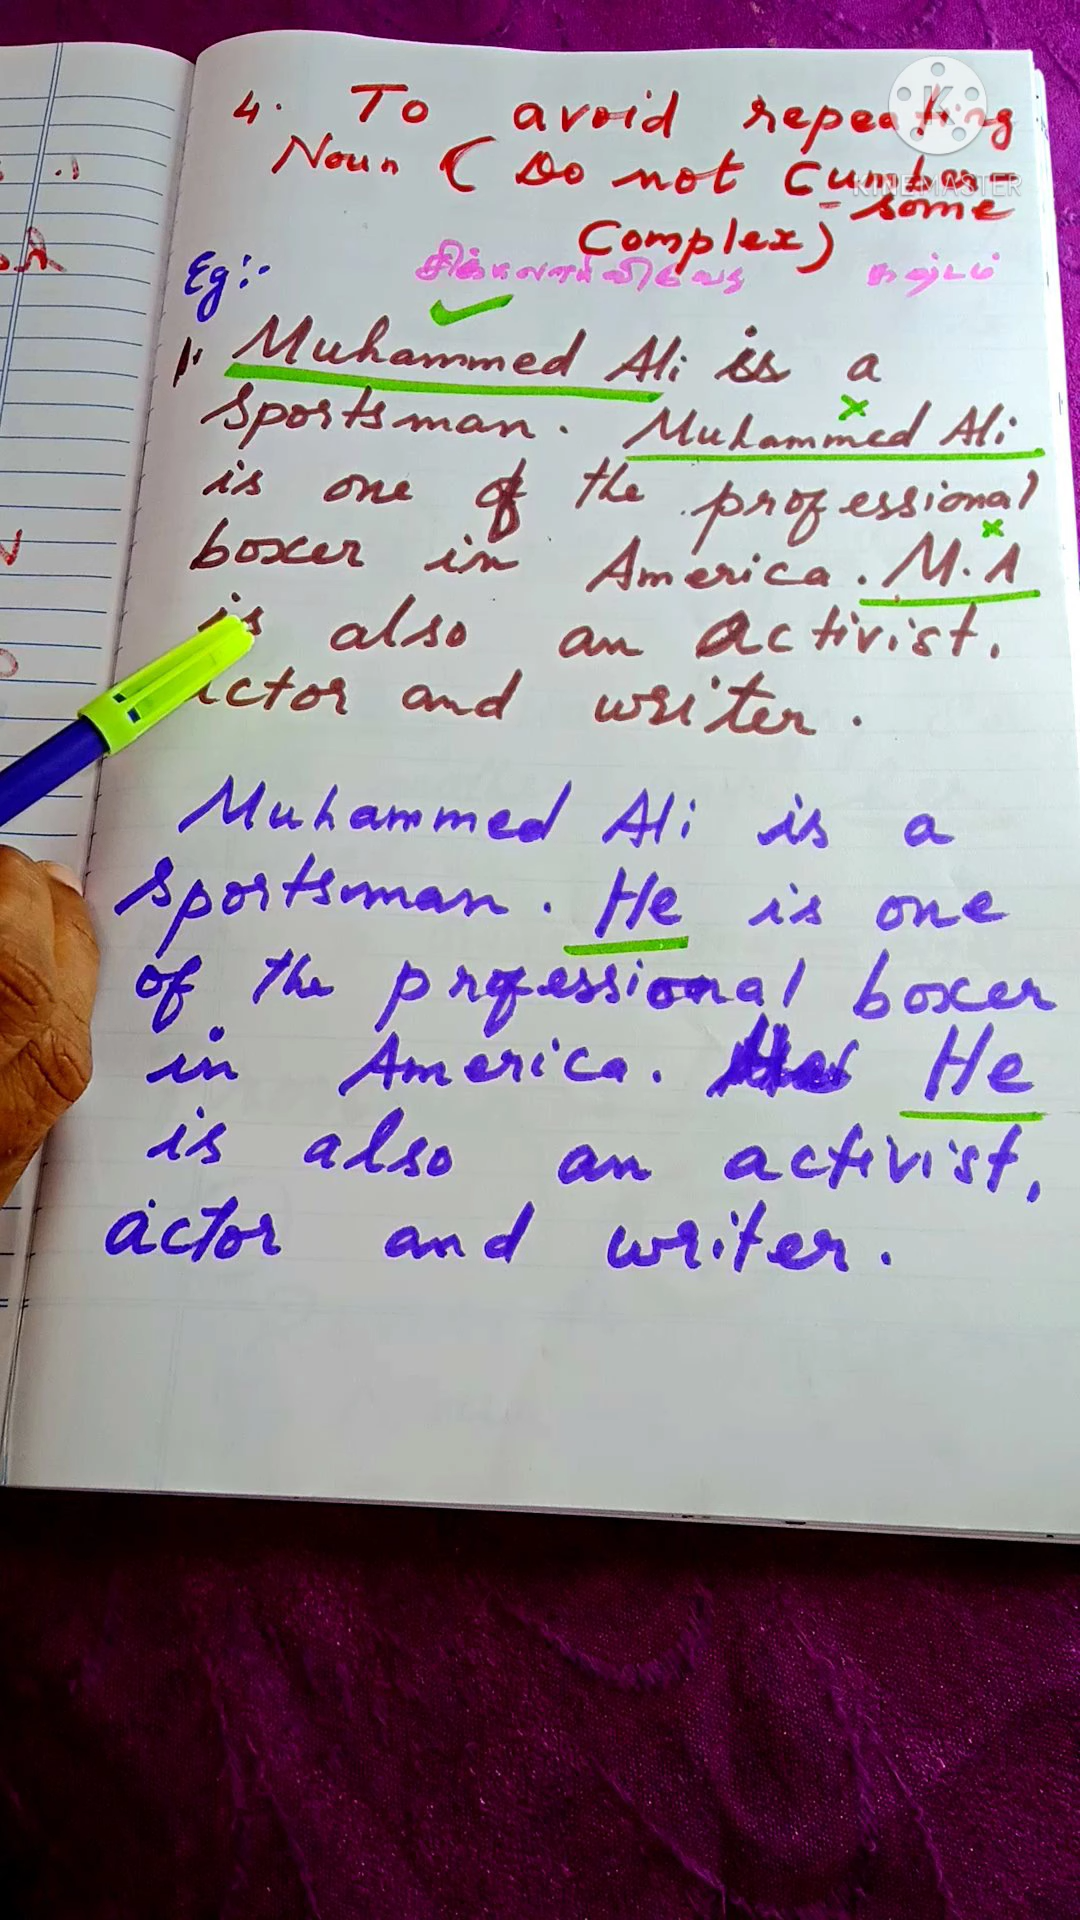 4. To avoid repeating
Noun ( Do not Cumber-
-some
Complex)
KINEMASTER
Eg:-
1. Muhammed Ali is a
sportsman. Muhammed Ali
is one of the professional
boxer in America. M.A
is also an activist,
actor and writer.
Muhammed Ali is a
sportsman. He is one
of the professional boxer
in America. He
is also an activist,
actor and writer.